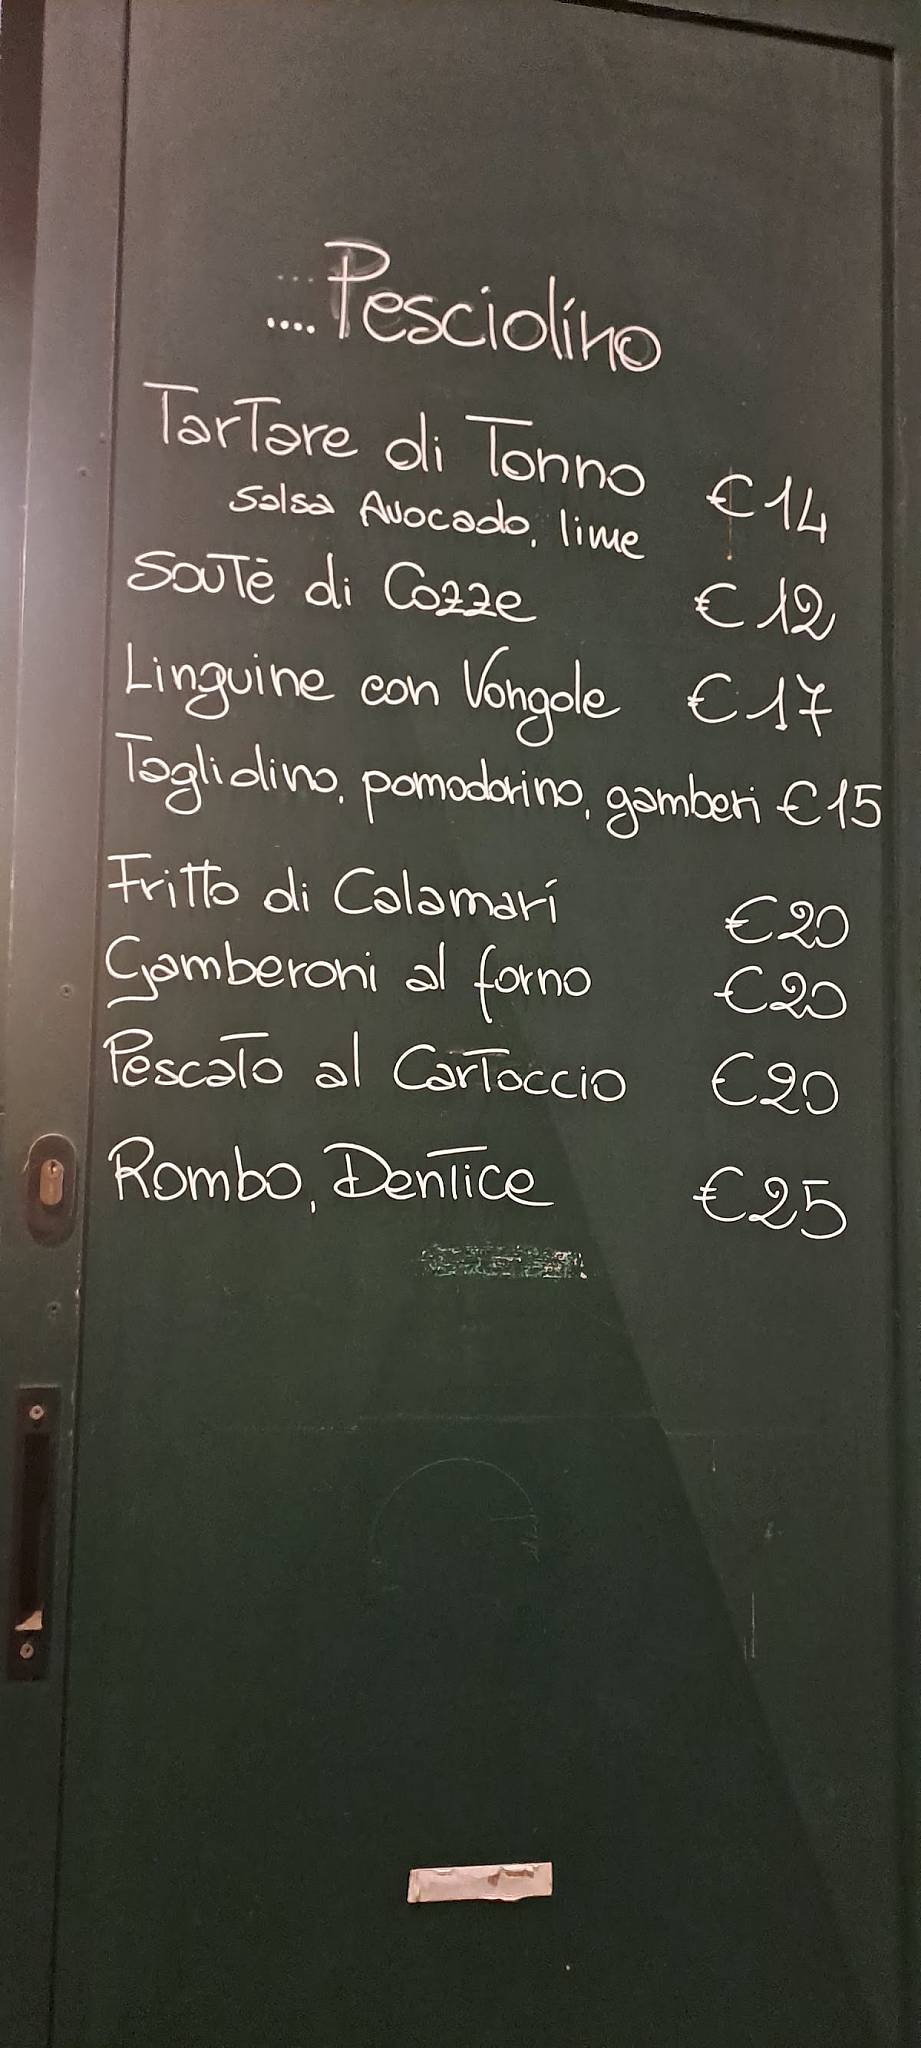 ....Pesciolino
Tartare di Tonno €14
Salsa Avocado, lime
Soutè di Cozze €12
Linguine con Vongole €17
Tagliolino, pomodorino, gamberi €15
Fritto di Calamari €20
Gamberoni al forno €20
Pescato al Cartoccio €20
Rombo, Dentice €25